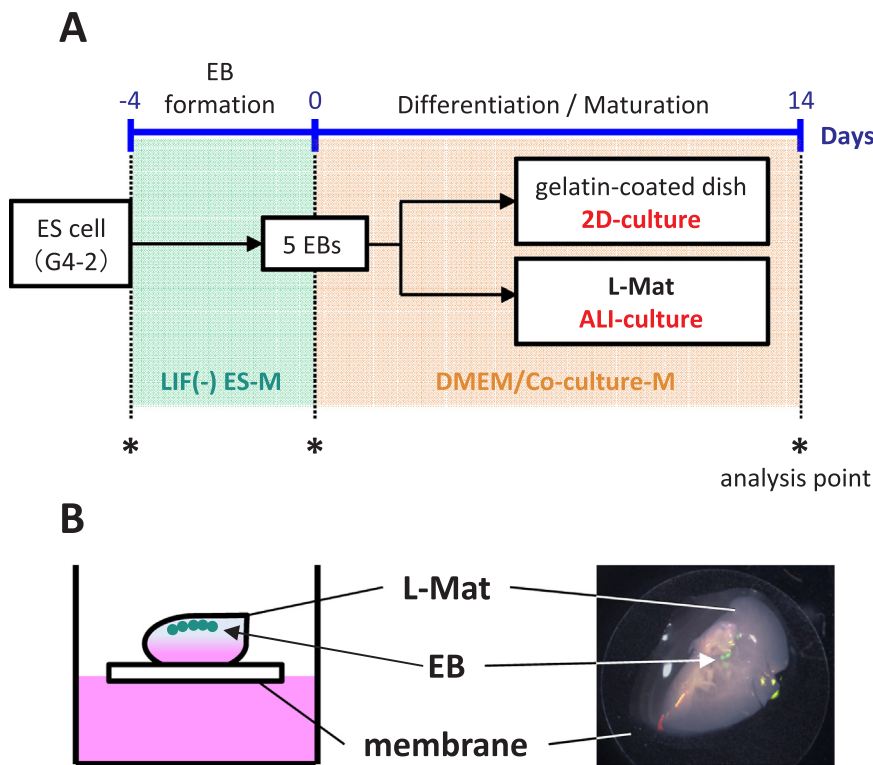 A
EB
formation
-4
0
Differentiation / Maturation
14
Days
ES cell
（G4-2）
5 EBs
gelatin-coated dish
2D-culture
L-Mat
ALI-culture
LIF(-) ES-M
DMEM/Co-culture-M
* * *
analysis point
B
L-Mat
EB
membrane